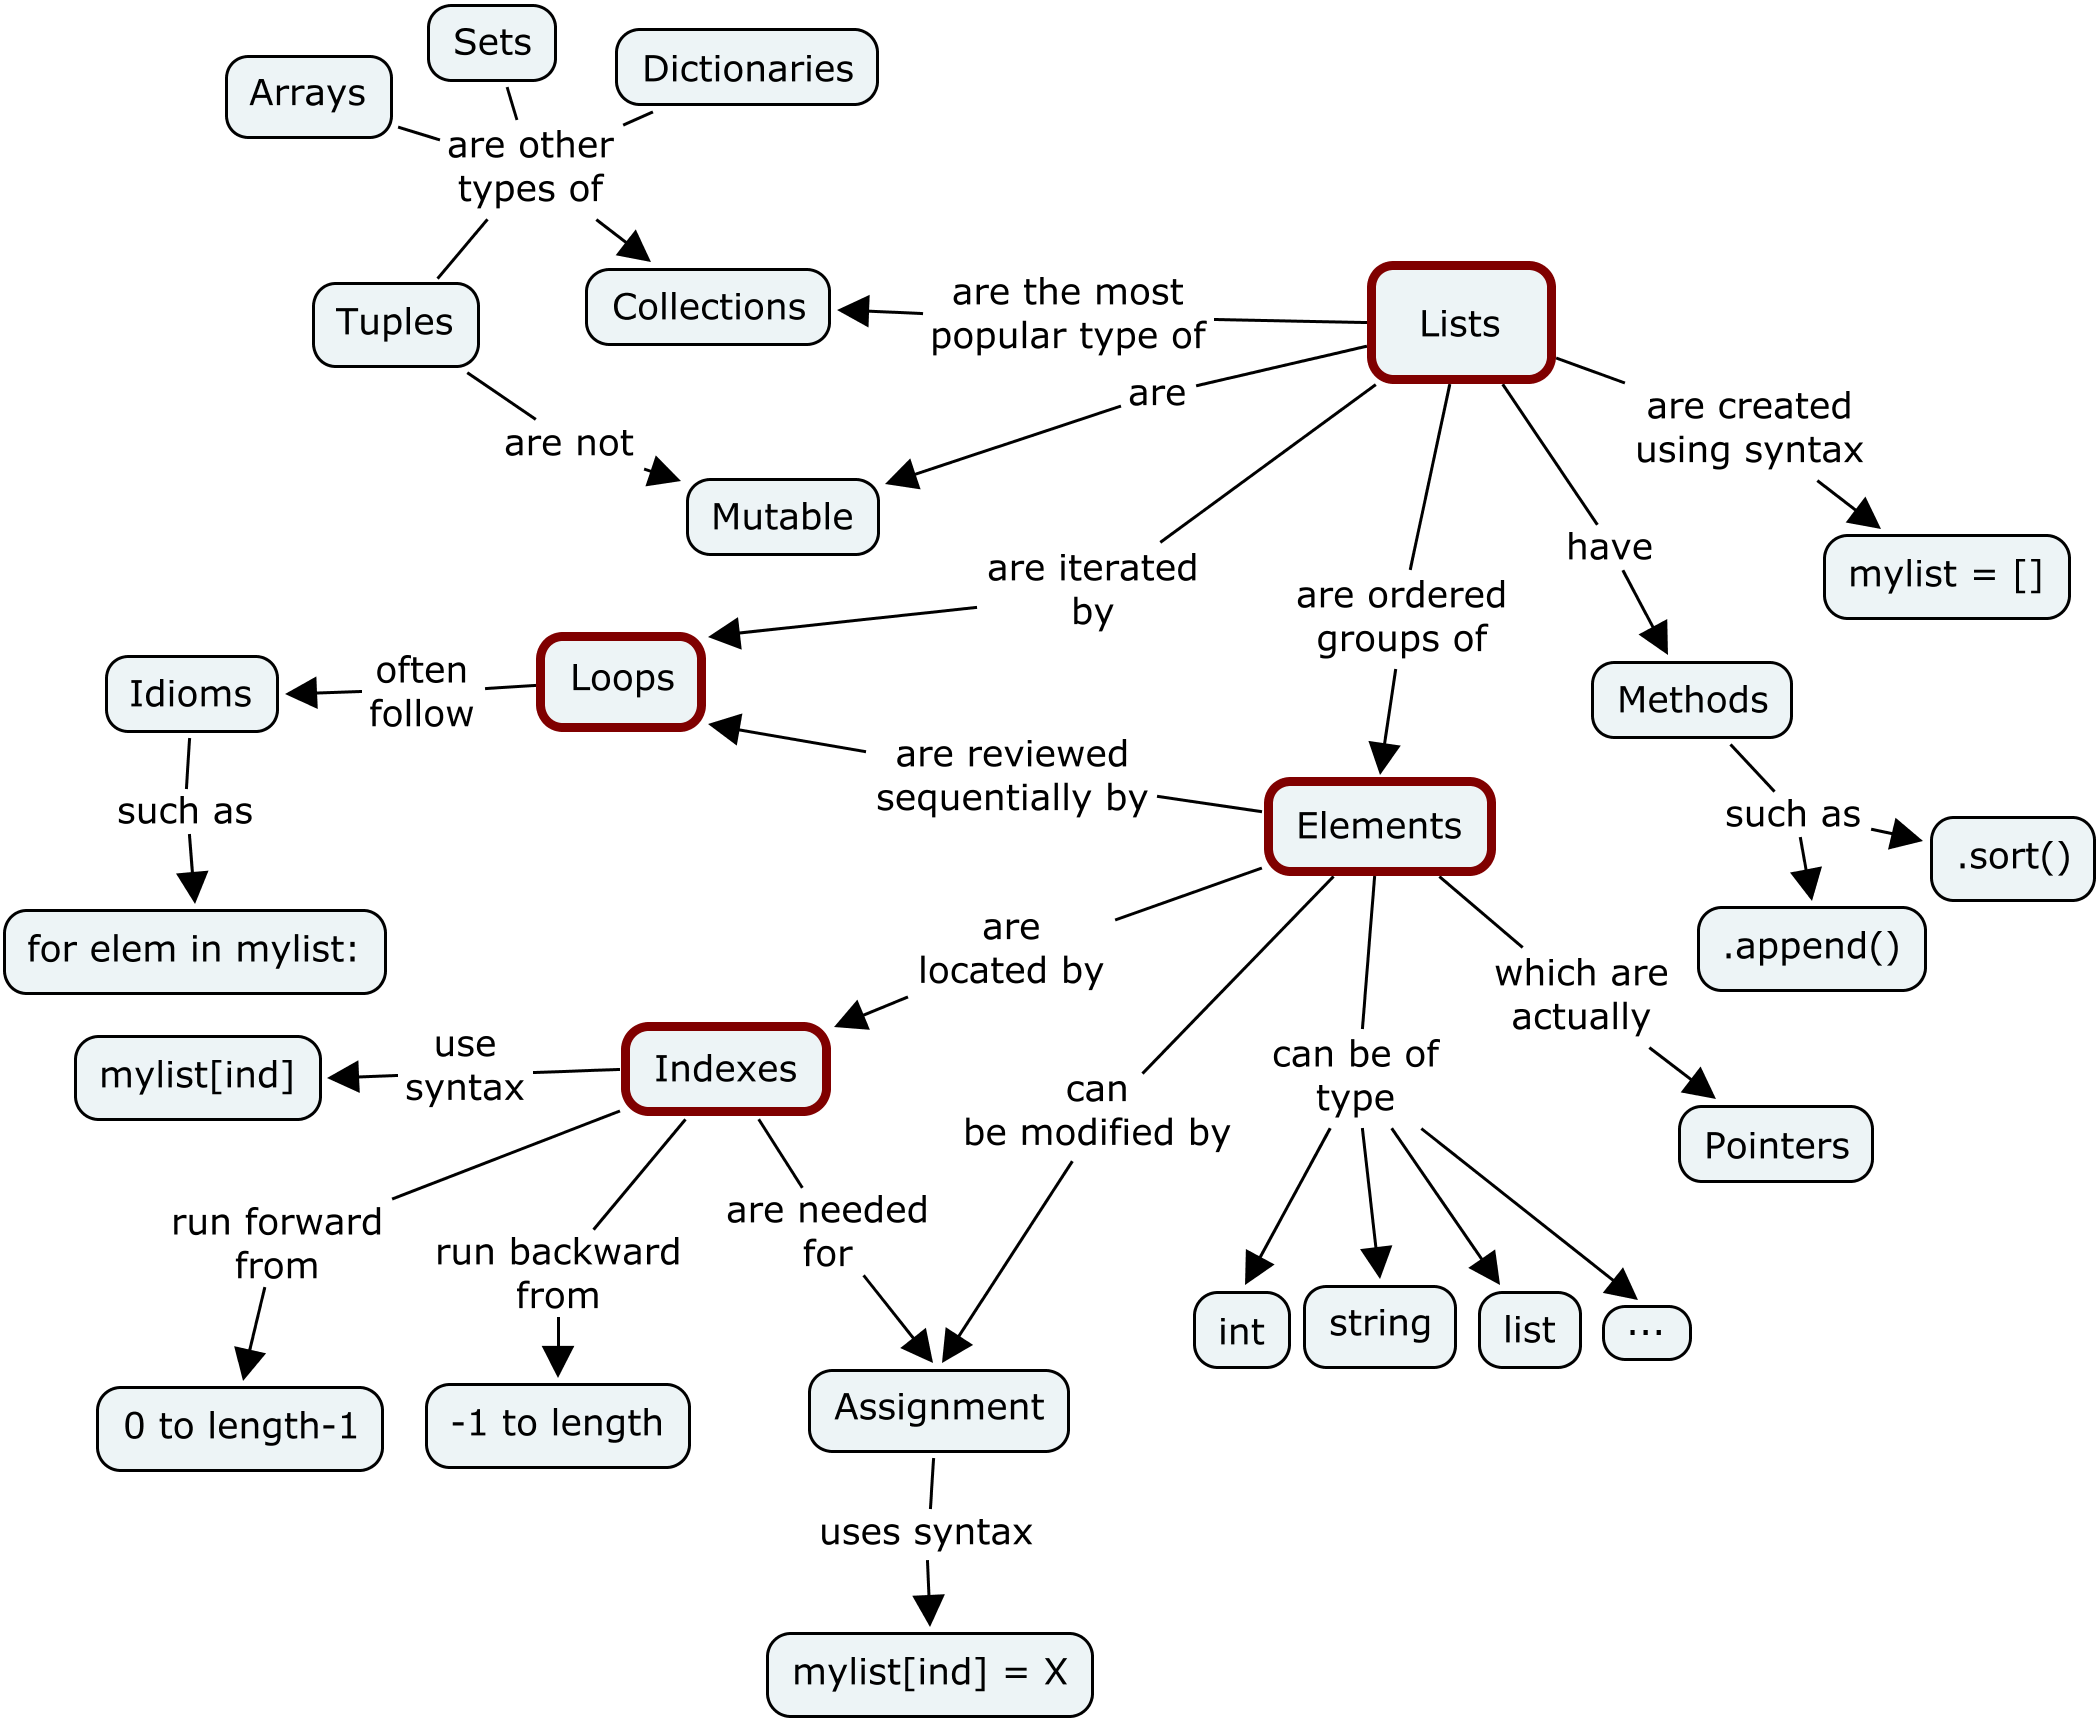 Sets
Dictionaries
Arrays
are other
types of
Tuples
Collections
are the most
popular type of
Lists
are
are not
Mutable
are created
using syntax
mylist = []
have
are iterated
by
are ordered
groups of
Methods
Loops
often
follow
Idioms
are reviewed
sequentially by
such as
Elements
such as
.sort()
.append()
for elem in mylist:
are
located by
which are
actually
mylist[ind]
use
syntax
Indexes
can
be modified by
can be of
type
Pointers
run forward
from
run backward
from
are needed
for
int
string
list
...
0 to length-1
-1 to length
Assignment
uses syntax
mylist[ind] = X